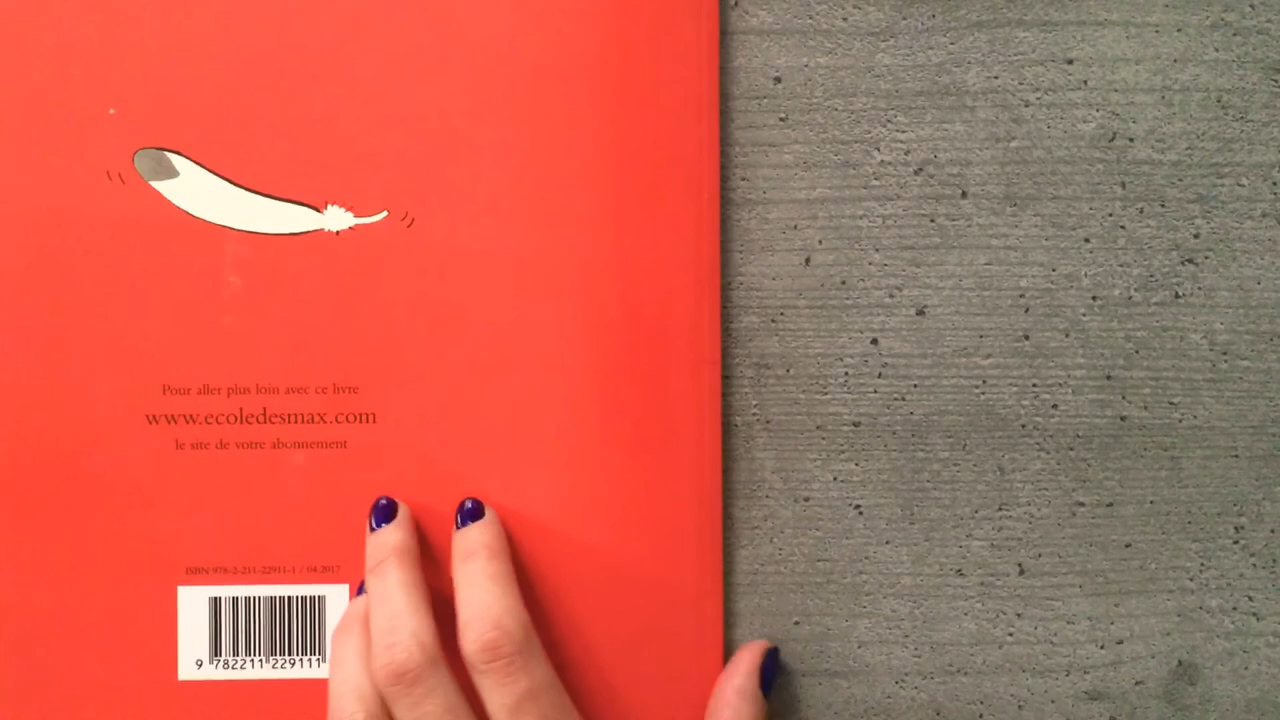 Pour aller plus loin avec ce livre
www.ecoledesmax.com
le site de votre abonnement
ISBN 978-2-211-22911-1 / 04.2017
9 782211 229111